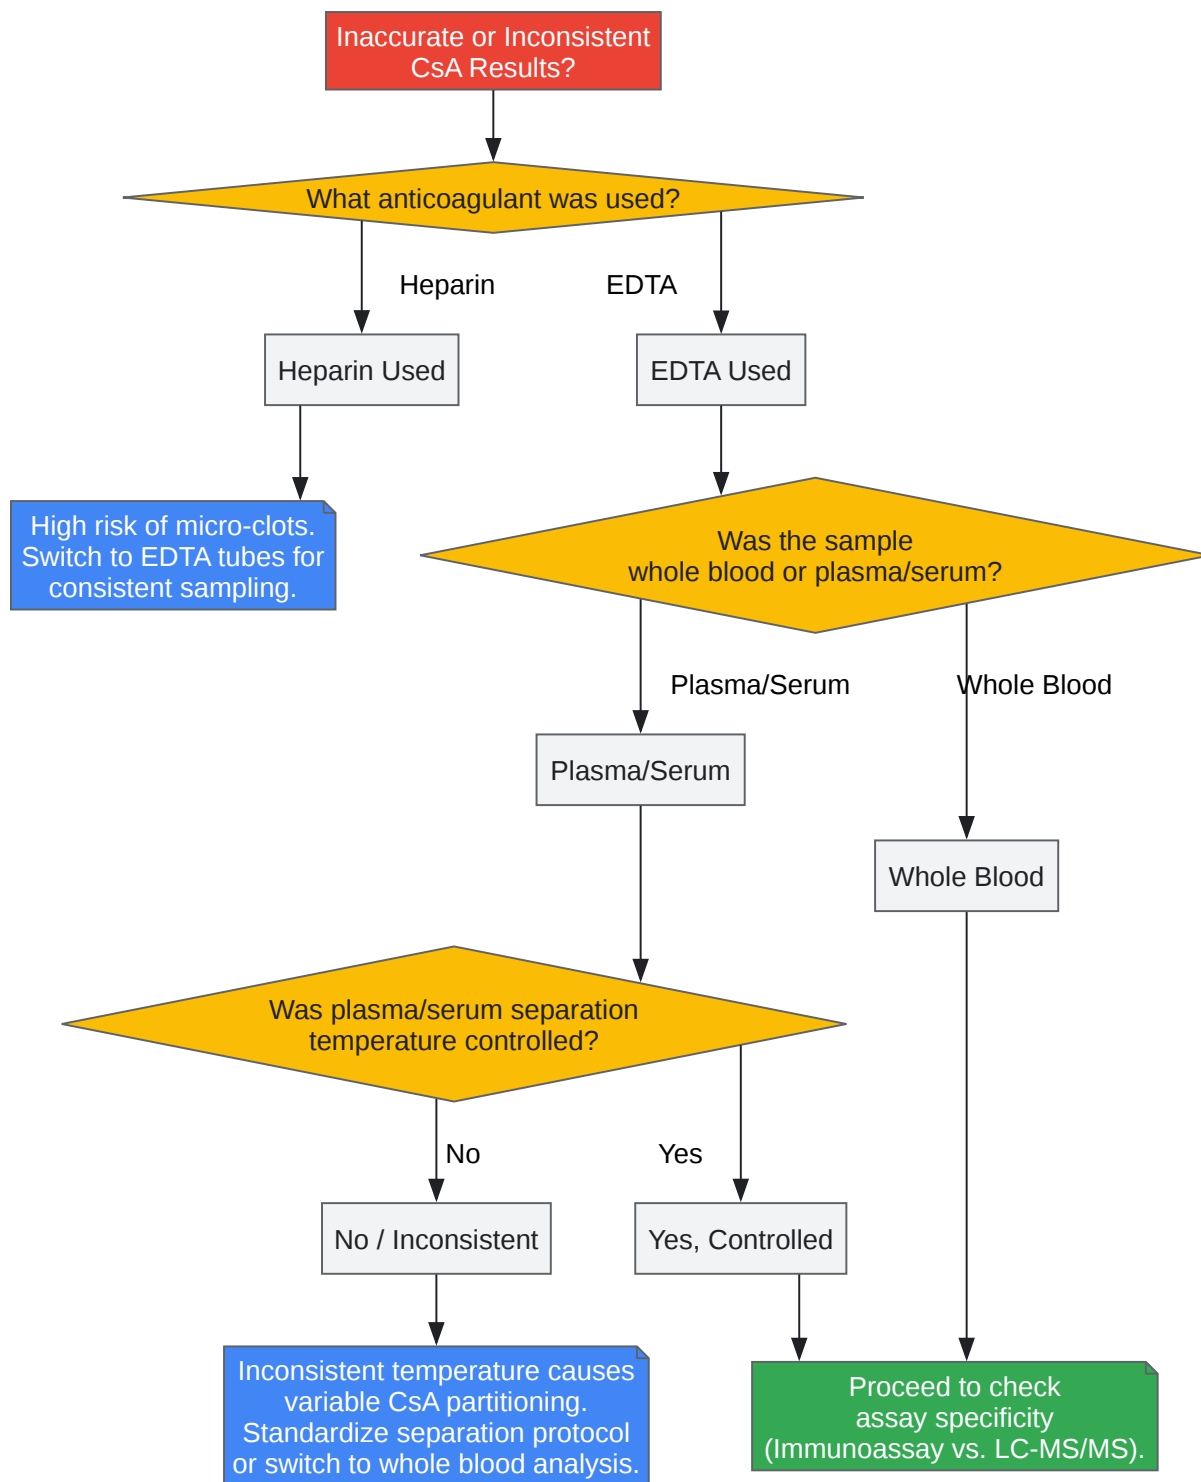 Inaccurate or Inconsistent
CsA Results?
What anticoagulant was used?
Heparin
EDTA
Heparin Used
EDTA Used
High risk of micro-clots.
Switch to EDTA tubes for
consistent sampling.
Was the sample
whole blood or plasma/serum?
Plasma/Serum
Whole Blood
Plasma/Serum
Whole Blood
Was plasma/serum separation
temperature controlled?
No
Yes
No / Inconsistent
Yes, Controlled
Inconsistent temperature causes
variable CsA partitioning.
Standardize separation protocol
or switch to whole blood analysis.
Proceed to check
assay specificity
(Immunoassay vs. LC-MS/MS).